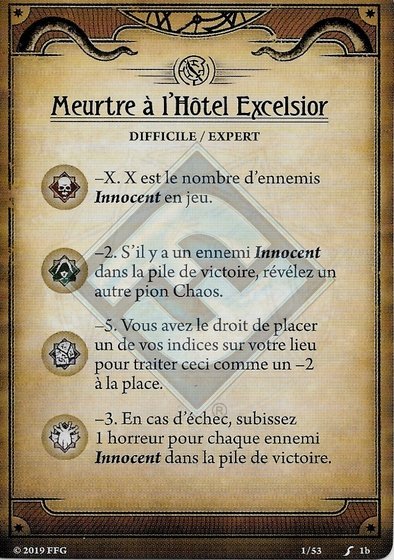 Meurtre à l'Hôtel Excelsior
DIFFICILE / EXPERT
–X. X est le nombre d'ennemis
Innocent en jeu.
–2. S'il y a un ennemi Innocent
dans la pile de victoire, révélez un
autre pion Chaos.
–5. Vous avez le droit de placer
un de vos indices sur votre lieu
pour traiter ceci comme un –2
à la place.
®
–3. En cas d'échec, subissez
1 horreur pour chaque ennemi
Innocent dans la pile de victoire.
© 2019 FFG
1/53
1b